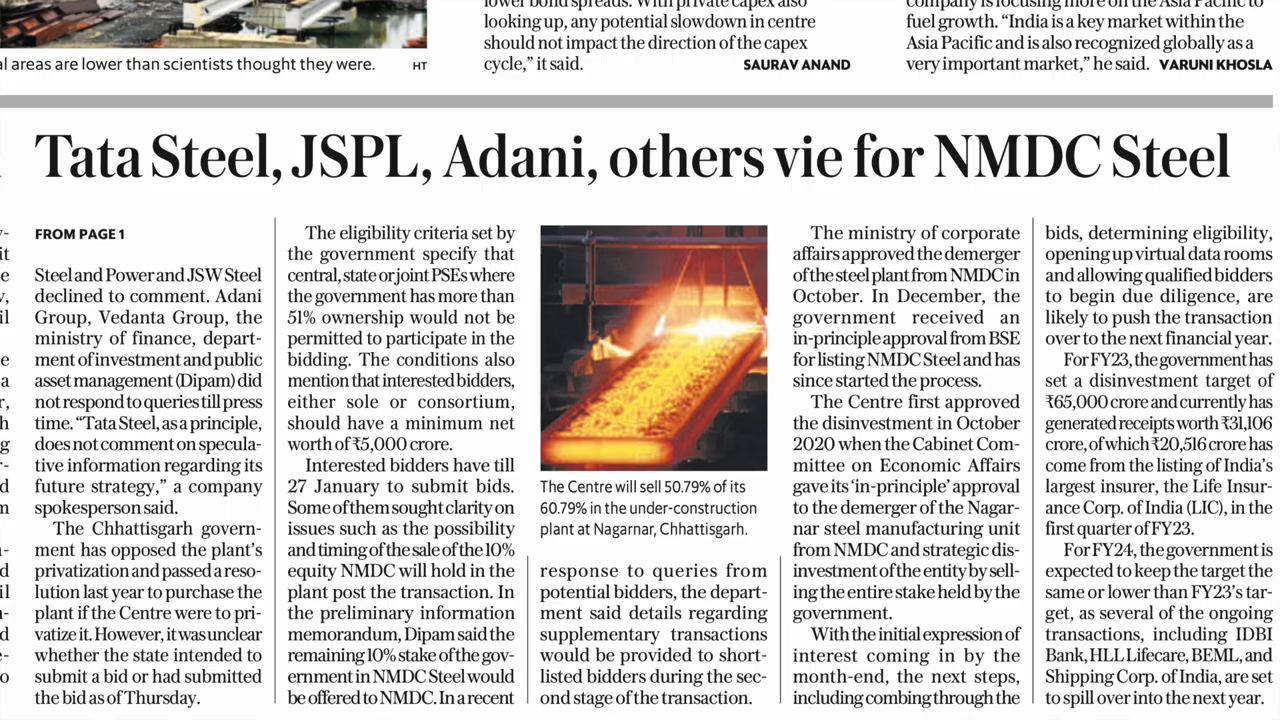 al areas are lower than scientists thought they were. HT
lower bond spreads. With private capex also
looking up, any potential slowdown in centre
should not impact the direction of the capex
cycle,” it said. SAURAV ANAND
company is focusing more on the Asia Pacific to
fuel growth. “India is a key market within the
Asia Pacific and is also recognized globally as a
very important market,” he said. VARUNI KHOSLA
Tata Steel, JSPL, Adani, others vie for NMDC Steel
FROM PAGE 1
Steel and Power and JSW Steel
declined to comment. Adani
Group, Vedanta Group, the
ministry of finance, depart-
ment of investment and public
asset management (Dipam) did
not respond to queries till press
time. “Tata Steel, as a principle,
does not comment on specula-
tive information regarding its
future strategy,” a company
spokesperson said.
The Chhattisgarh govern-
ment has opposed the plant’s
privatization and passed a reso-
lution last year to purchase the
plant if the Centre were to pri-
vatize it. However, it was unclear
whether the state intended to
submit a bid or had submitted
the bid as of Thursday.
The eligibility criteria set by
the government specify that
central, state or joint PSEs where
the government has more than
51% ownership would not be
permitted to participate in the
bidding. The conditions also
mention that interested bidders,
either sole or consortium,
should have a minimum net
worth of ₹5,000 crore.
Interested bidders have till
27 January to submit bids.
Some of them sought clarity on
issues such as the possibility
and timing of the sale of the 10%
equity NMDC will hold in the
plant post the transaction. In
the preliminary information
memorandum, Dipam said the
remaining 10% stake of the gov-
ernment in NMDC Steel would
be offered to NMDC. In a recent
The Centre will sell 50.79% of its
60.79% in the under-construction
plant at Nagarnar, Chhattisgarh.
response to queries from
potential bidders, the depart-
ment said details regarding
supplementary transactions
would be provided to short-
listed bidders during the sec-
ond stage of the transaction.
The ministry of corporate
affairs approved the demerger
of the steel plant from NMDC in
October. In December, the
government received an
in-principle approval from BSE
for listing NMDC Steel and has
since started the process.
The Centre first approved
the disinvestment in October
2020 when the Cabinet Com-
mittee on Economic Affairs
gave its ‘in-principle’ approval
to the demerger of the Nagar-
nar steel manufacturing unit
from NMDC and strategic dis-
investment of the entity by sell-
ing the entire stake held by the
government.
With the initial expression of
interest coming in by the
month-end, the next steps,
including combing through the
bids, determining eligibility,
opening up virtual data rooms
and allowing qualified bidders
to begin due diligence, are
likely to push the transaction
over to the next financial year.
For FY23, the government has
set a disinvestment target of
₹65,000 crore and currently has
generated receipts worth ₹31,106
crore, of which ₹20,516 crore has
come from the listing of India’s
largest insurer, the Life Insur-
ance Corp. of India (LIC), in the
first quarter of FY23.
For FY24, the government is
expected to keep the target the
same or lower than FY23’s tar-
get, as several of the ongoing
transactions, including IDBI
Bank, HLL Lifecare, BEML, and
Shipping Corp. of India, are set
to spill over into the next year.